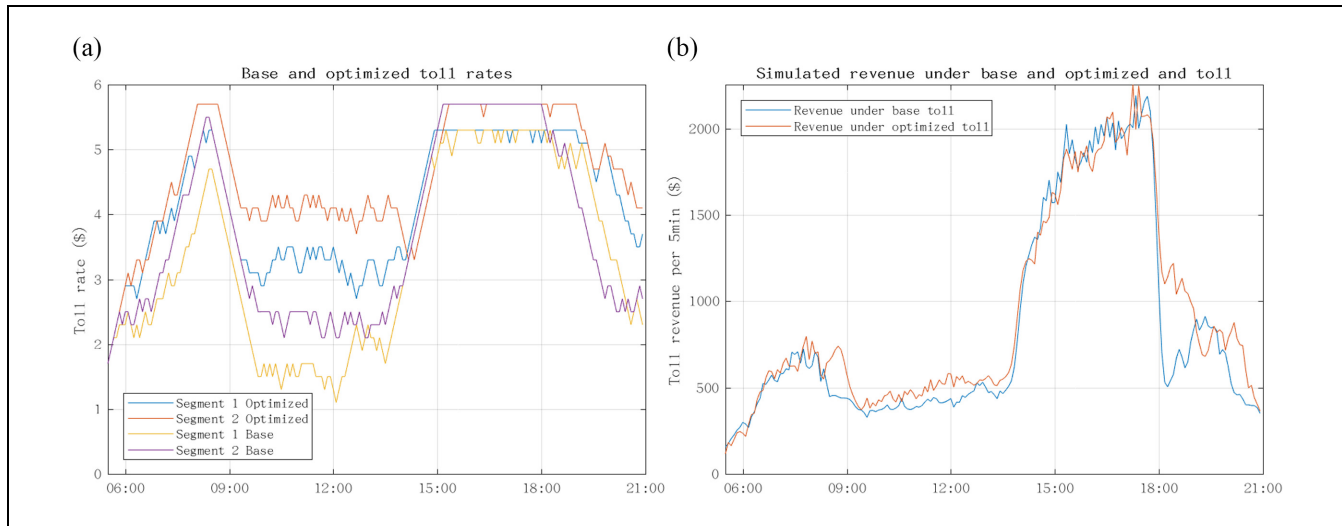 (a)
Base and optimized toll rates
Toll rate ($)
6
5
4
3
2
1
0
Segment 1 Optimized
Segment 2 Optimized
Segment 1 Base
Segment 2 Base
06:00 09:00 12:00 15:00 18:00 21:00
(b)
Simulated revenue under base and optimized and toll
Toll revenue per 5min ($)
2000
1500
1000
500
0
Revenue under base toll
Revenue under optimized toll
06:00 09:00 12:00 15:00 18:00 21:00